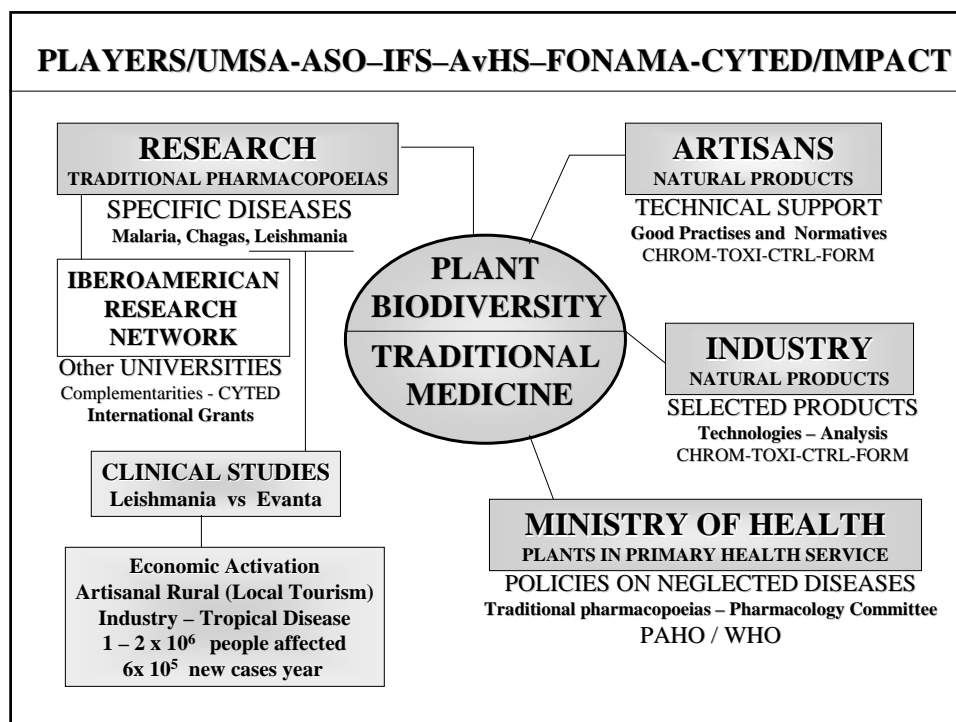 PLAYERS/UMSA-ASO–IFS–AvHS–FONAMA-CYTED/IMPACT
RESEARCH
TRADITIONAL PHARMACOPOEIAS
SPECIFIC DISEASES
Malaria, Chagas, Leishmania
IBEROAMERICAN
RESEARCH
NETWORK
Other UNIVERSITIES
Complementarities - CYTED
International Grants
CLINICAL STUDIES
Leishmania vs Evanta
Economic Activation
Artisanal Rural (Local Tourism)
Industry – Tropical Disease
1 – 2 x 10⁶ people affected
6x 10⁵ new cases year
PLANT
BIODIVERSITY
TRADITIONAL
MEDICINE
ARTISANS
NATURAL PRODUCTS
TECHNICAL SUPPORT
Good Practises and Normatives
CHROM-TOXI-CTRL-FORM
INDUSTRY
NATURAL PRODUCTS
SELECTED PRODUCTS
Technologies – Analysis
CHROM-TOXI-CTRL-FORM
MINISTRY OF HEALTH
PLANTS IN PRIMARY HEALTH SERVICE
POLICIES ON NEGLECTED DISEASES
Traditional pharmacopoeias – Pharmacology Committee
PAHO / WHO